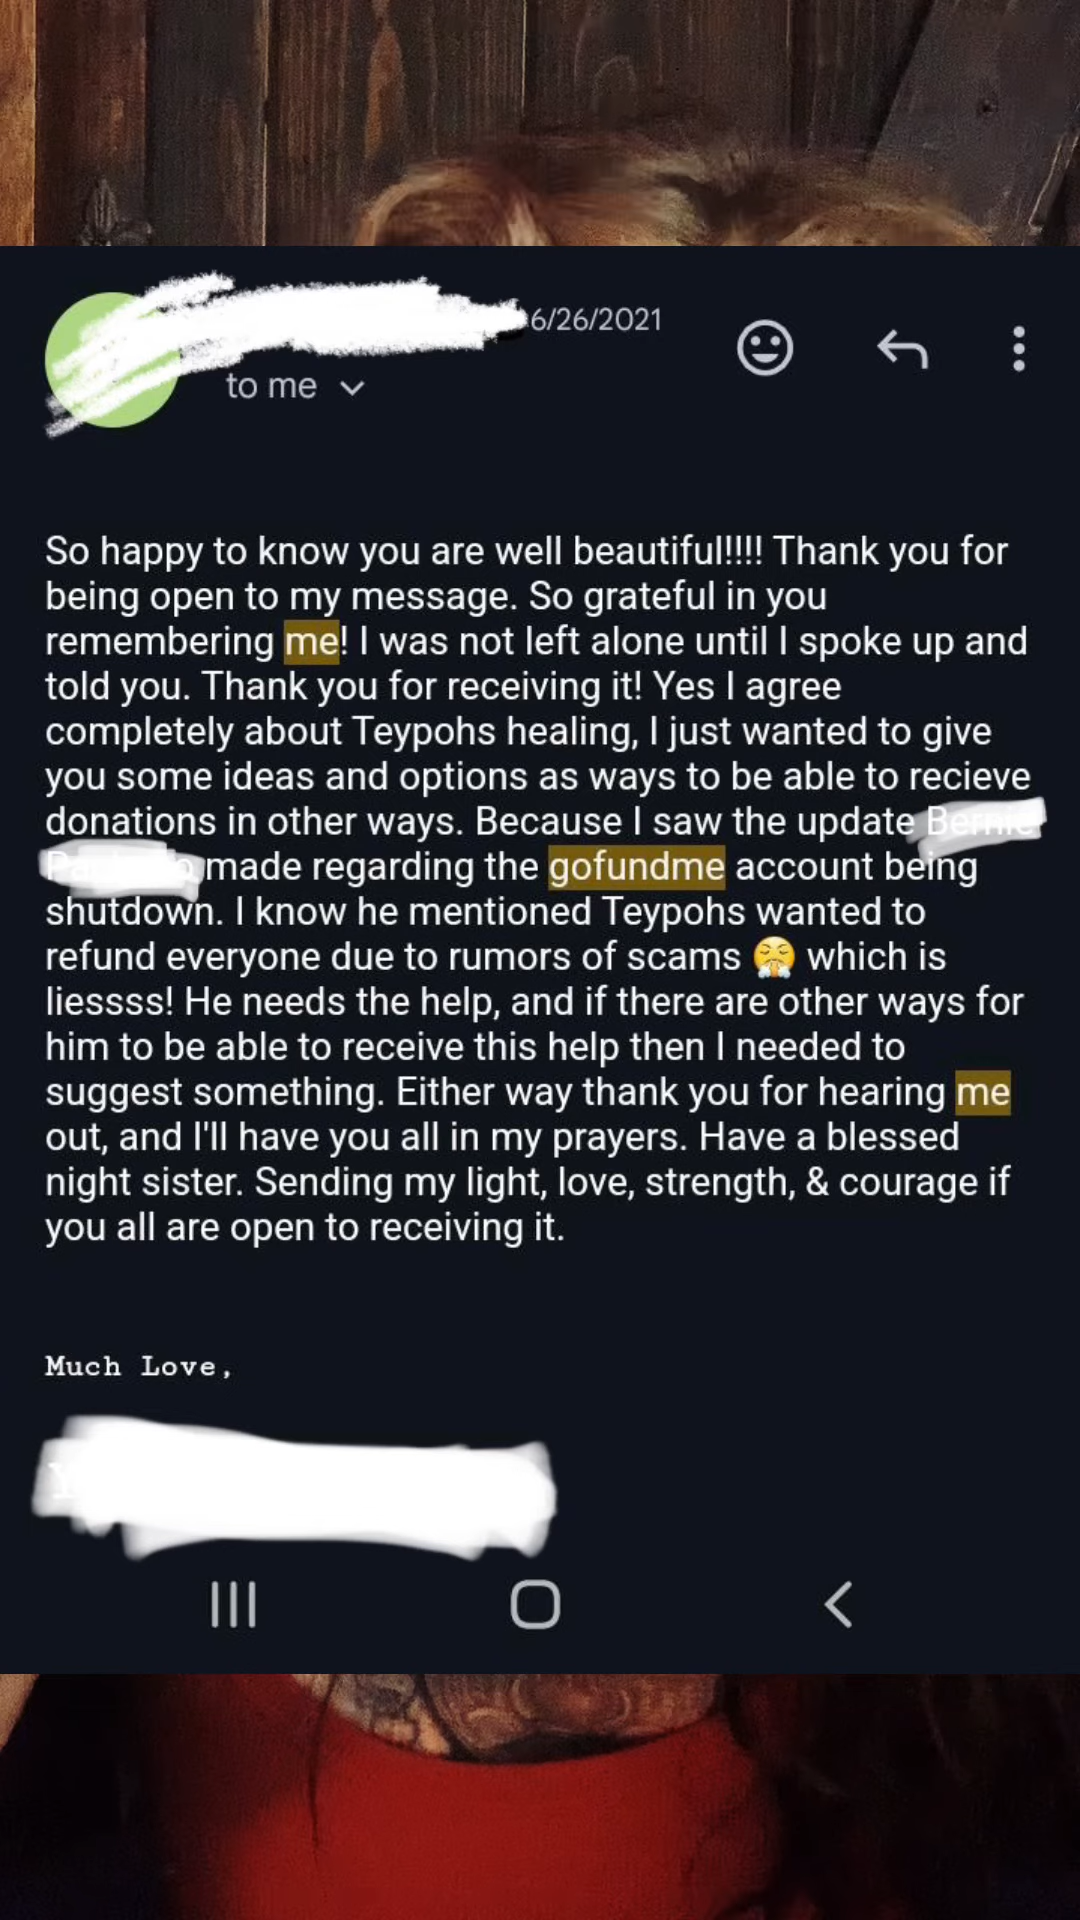 6/26/2021
to me
So happy to know you are well beautiful!!!! Thank you for
being open to my message. So grateful in you
remembering me! I was not left alone until I spoke up and
told you. Thank you for receiving it! Yes I agree
completely about Teypohs healing, I just wanted to give
you some ideas and options as ways to be able to recieve
donations in other ways. Because I saw the update
made regarding the gofundme account being
shutdown. I know he mentioned Teypohs wanted to
refund everyone due to rumors of scams 😤 which is
liessss! He needs the help, and if there are other ways for
him to be able to receive this help then I needed to
suggest something. Either way thank you for hearing me
out, and I'll have you all in my prayers. Have a blessed
night sister. Sending my light, love, strength, & courage if
you all are open to receiving it.
Much Love,